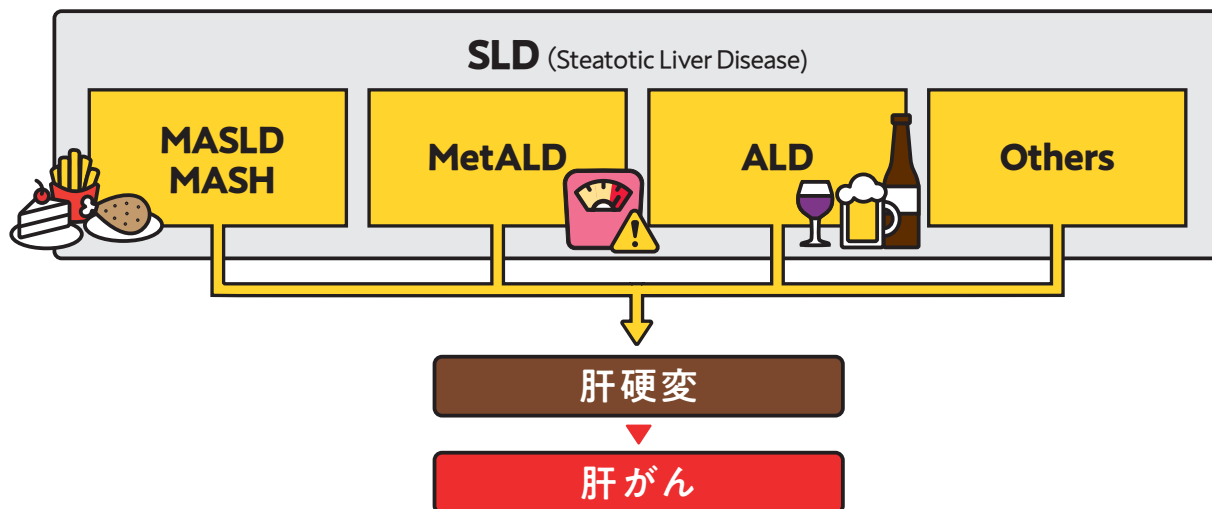 SLD (Steatotic Liver Disease)
MASLD
MASH
MetALD
ALD
Others
肝硬変
肝がん